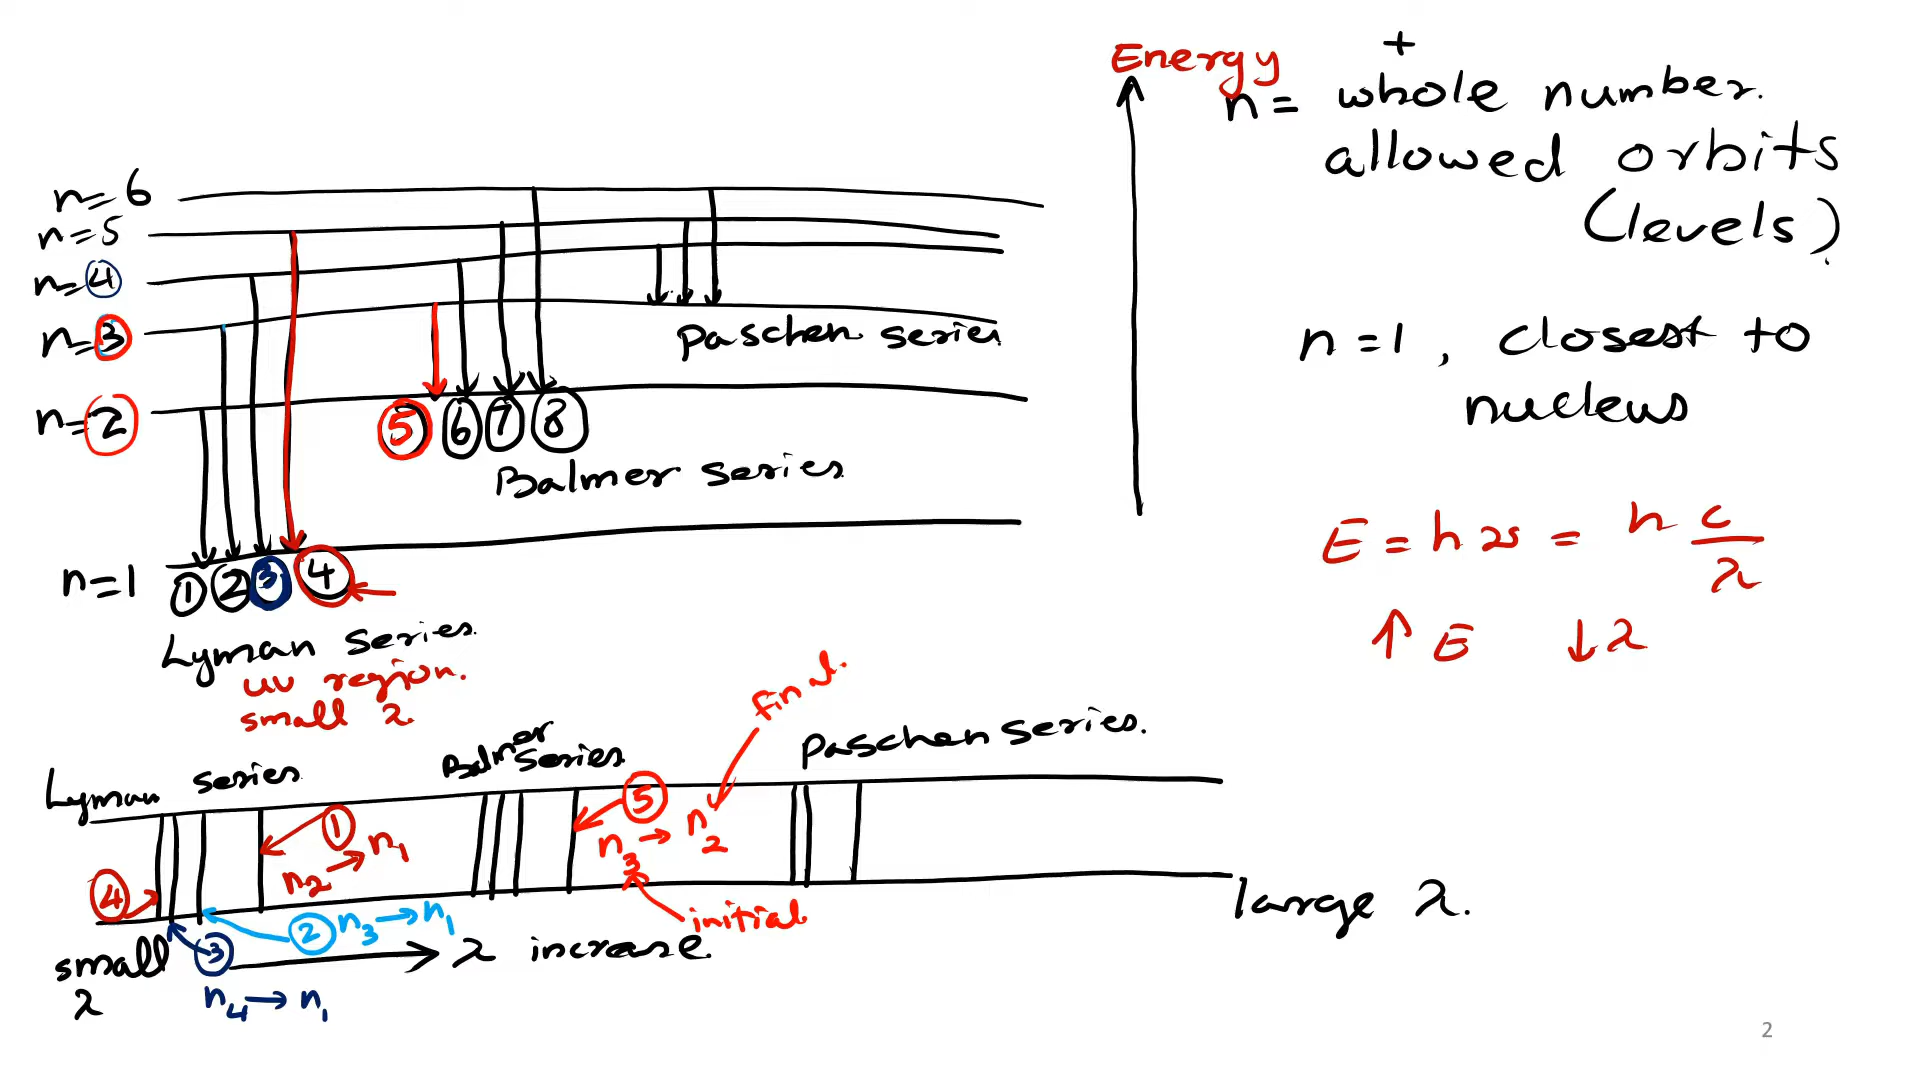 Energy
+
n = whole number.
allowed orbits
(levels)
n=6
n=5
n=4
n=3
n=2
n=1
Paschen series
5 6 7 8
Balmer series
n=1, closest to
nucleus
1 2 3 4
Lyman series.
uv region.
small λ
E = hν = h c/λ
↑ E ↓ λ
final.
Lyman series
Balmer series
Paschen series.
1
n2 → n1
5
n3 → n2
initial
4
2 n3 → n1
3
n4 → n1
small
λ
→ λ increase.
large λ.
2